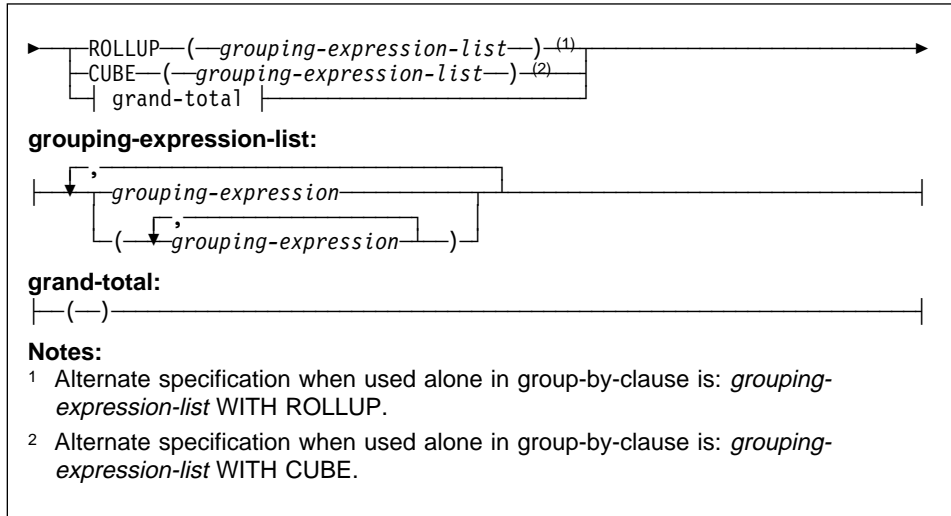 ROLLUP ( grouping-expression-list ) (1)
CUBE ( grouping-expression-list ) (2)
grand-total
grouping-expression-list:
,
grouping-expression
,
( grouping-expression )
grand-total:
( )
Notes:
1 Alternate specification when used alone in group-by-clause is: grouping-
expression-list WITH ROLLUP.
2 Alternate specification when used alone in group-by-clause is: grouping-
expression-list WITH CUBE.